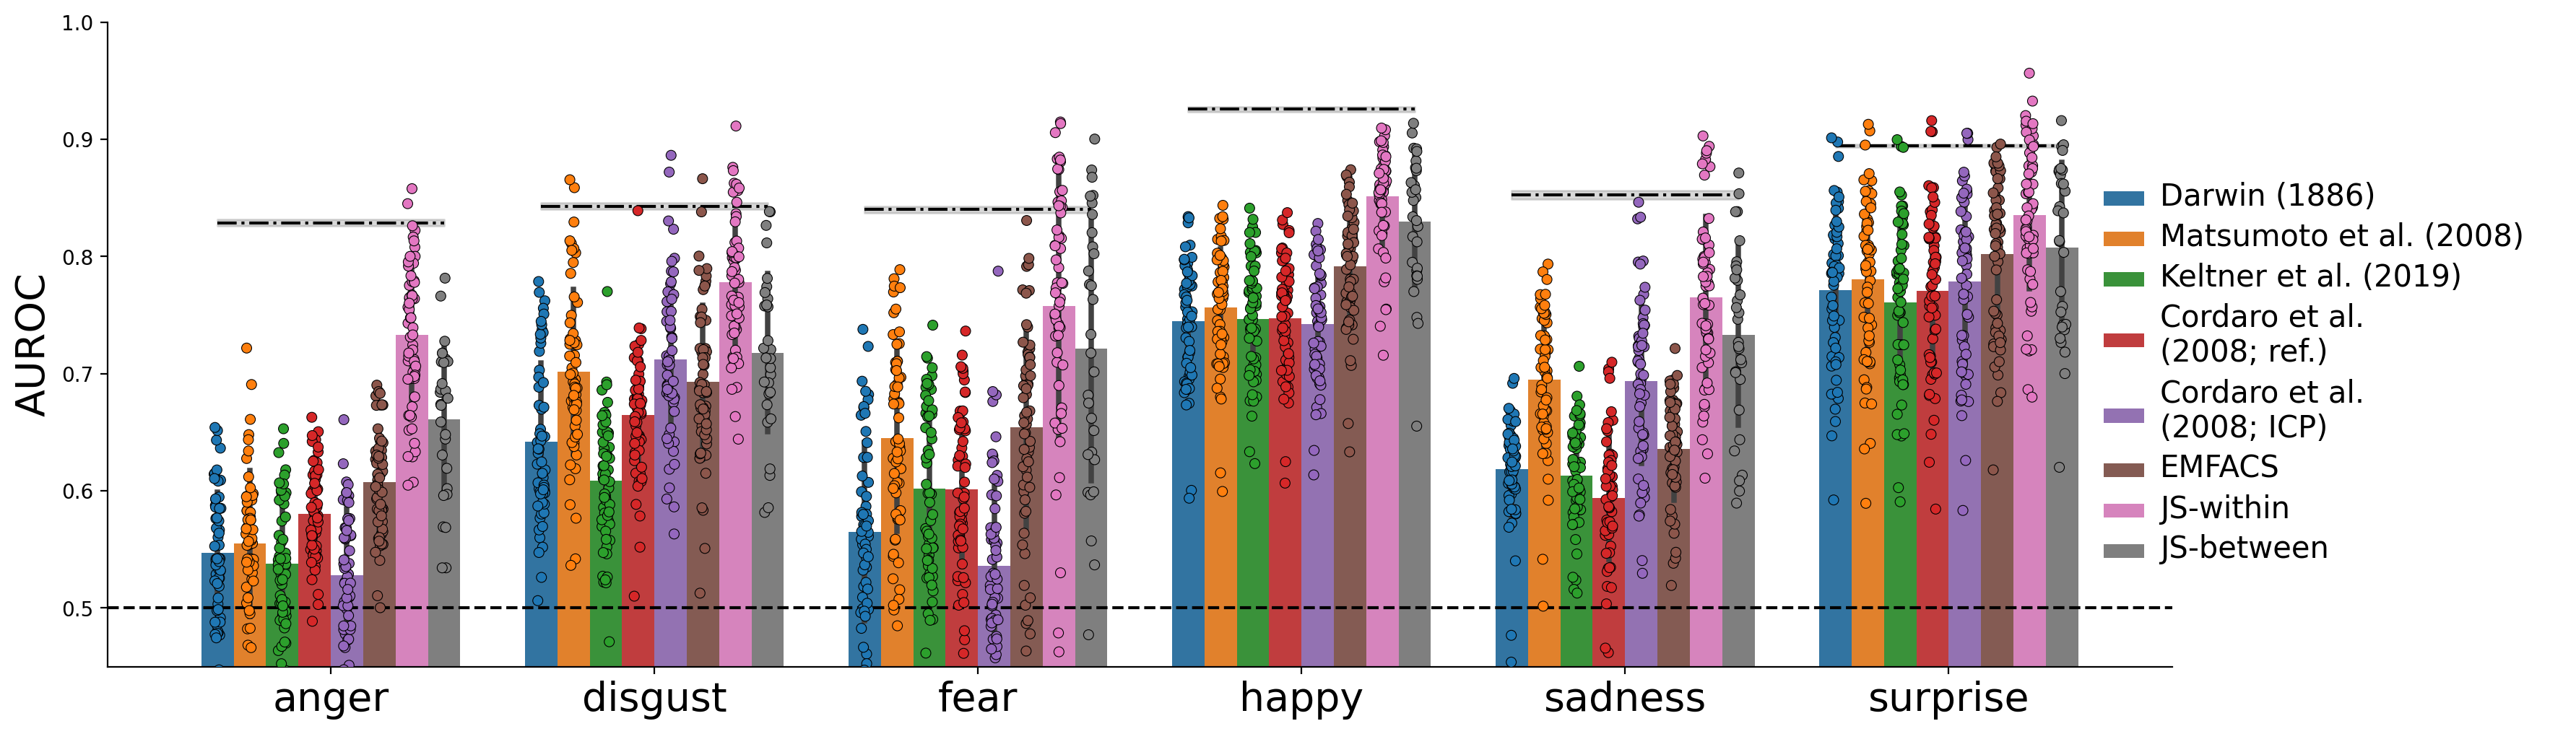 AUROC
1.0
0.9
0.8
0.7
0.6
0.5
anger
disgust
fear
happy
sadness
surprise
Darwin (1886)
Matsumoto et al. (2008)
Keltner et al. (2019)
Cordaro et al.
(2008; ref.)
Cordaro et al.
(2008; ICP)
EMFACS
JS-within
JS-between